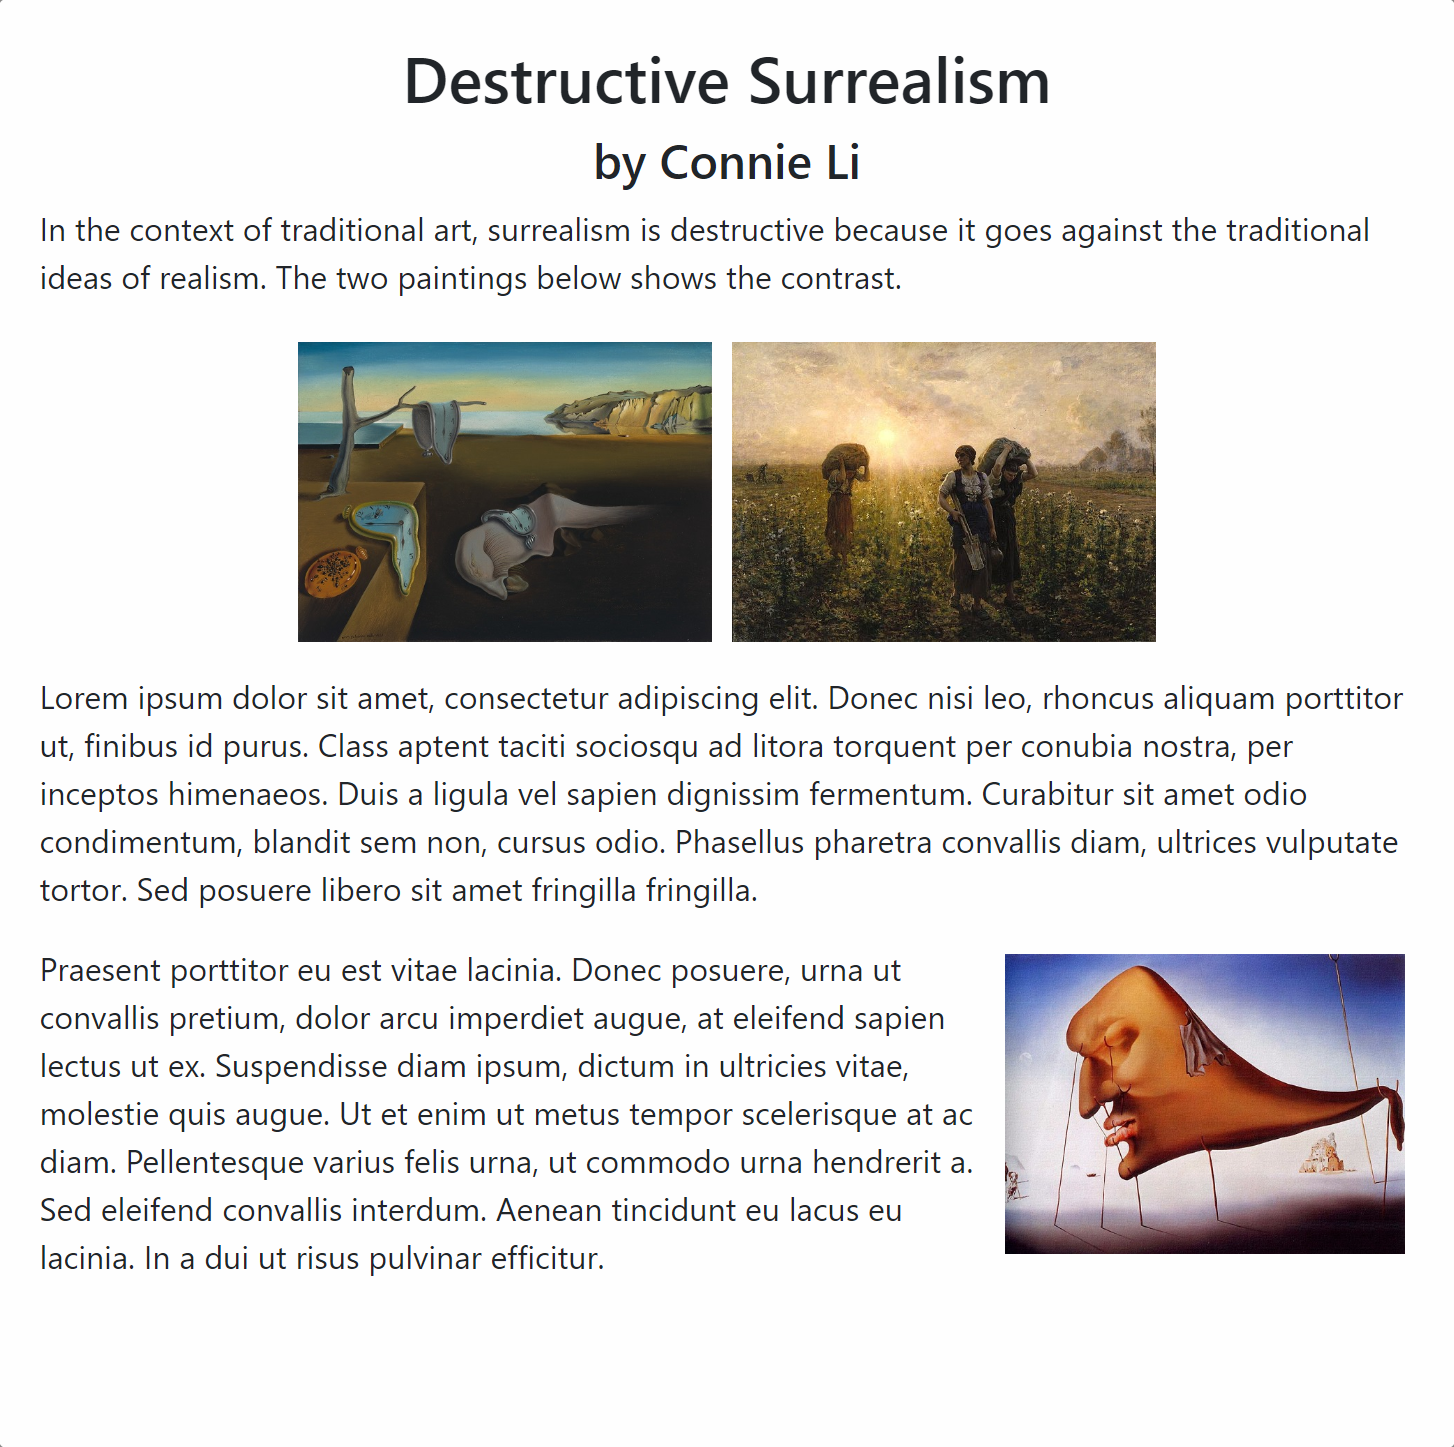 Destructive Surrealism
by Connie Li
In the context of traditional art, surrealism is destructive because it goes against the traditional
ideas of realism. The two paintings below shows the contrast.
Lorem ipsum dolor sit amet, consectetur adipiscing elit. Donec nisi leo, rhoncus aliquam porttitor
ut, finibus id purus. Class aptent taciti sociosqu ad litora torquent per conubia nostra, per
inceptos himenaeos. Duis a ligula vel sapien dignissim fermentum. Curabitur sit amet odio
condimentum, blandit sem non, cursus odio. Phasellus pharetra convallis diam, ultrices vulputate
tortor. Sed posuere libero sit amet fringilla fringilla.
Praesent porttitor eu est vitae lacinia. Donec posuere, urna ut
convallis pretium, dolor arcu imperdiet augue, at eleifend sapien
lectus ut ex. Suspendisse diam ipsum, dictum in ultricies vitae,
molestie quis augue. Ut et enim ut metus tempor scelerisque at ac
diam. Pellentesque varius felis urna, ut commodo urna hendrerit a.
Sed eleifend convallis interdum. Aenean tincidunt eu lacus eu
lacinia. In a dui ut risus pulvinar efficitur.